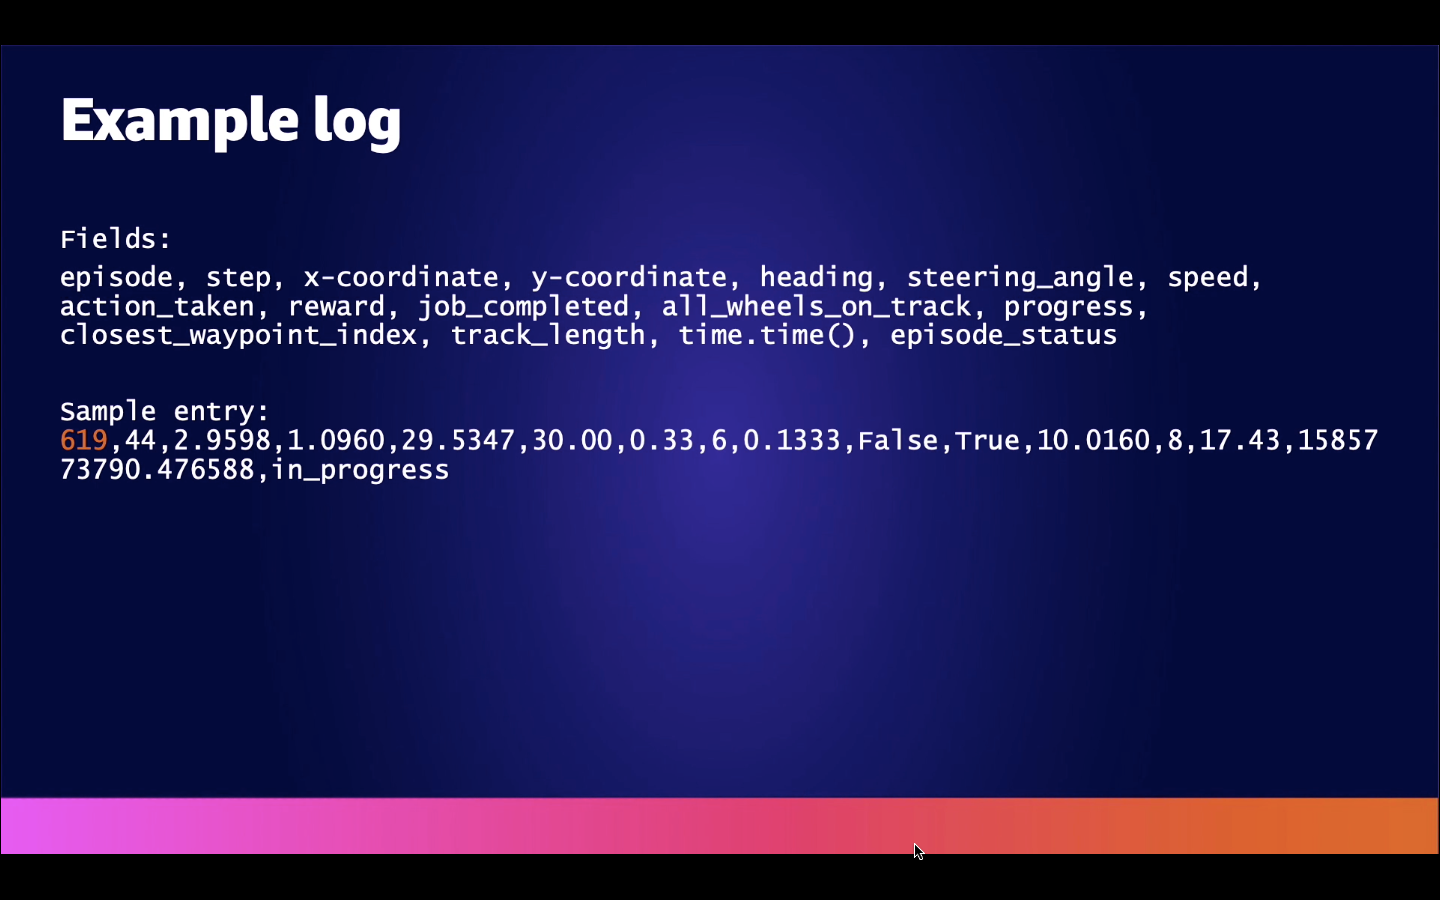 Example log
Fields:
episode, step, x-coordinate, y-coordinate, heading, steering_angle, speed,
action_taken, reward, job_completed, all_wheels_on_track, progress,
closest_waypoint_index, track_length, time.time(), episode_status
Sample entry:
619,44,2.9598,1.0960,29.5347,30.00,0.33,6,0.1333,False,True,10.0160,8,17.43,15857
73790.476588,in_progress